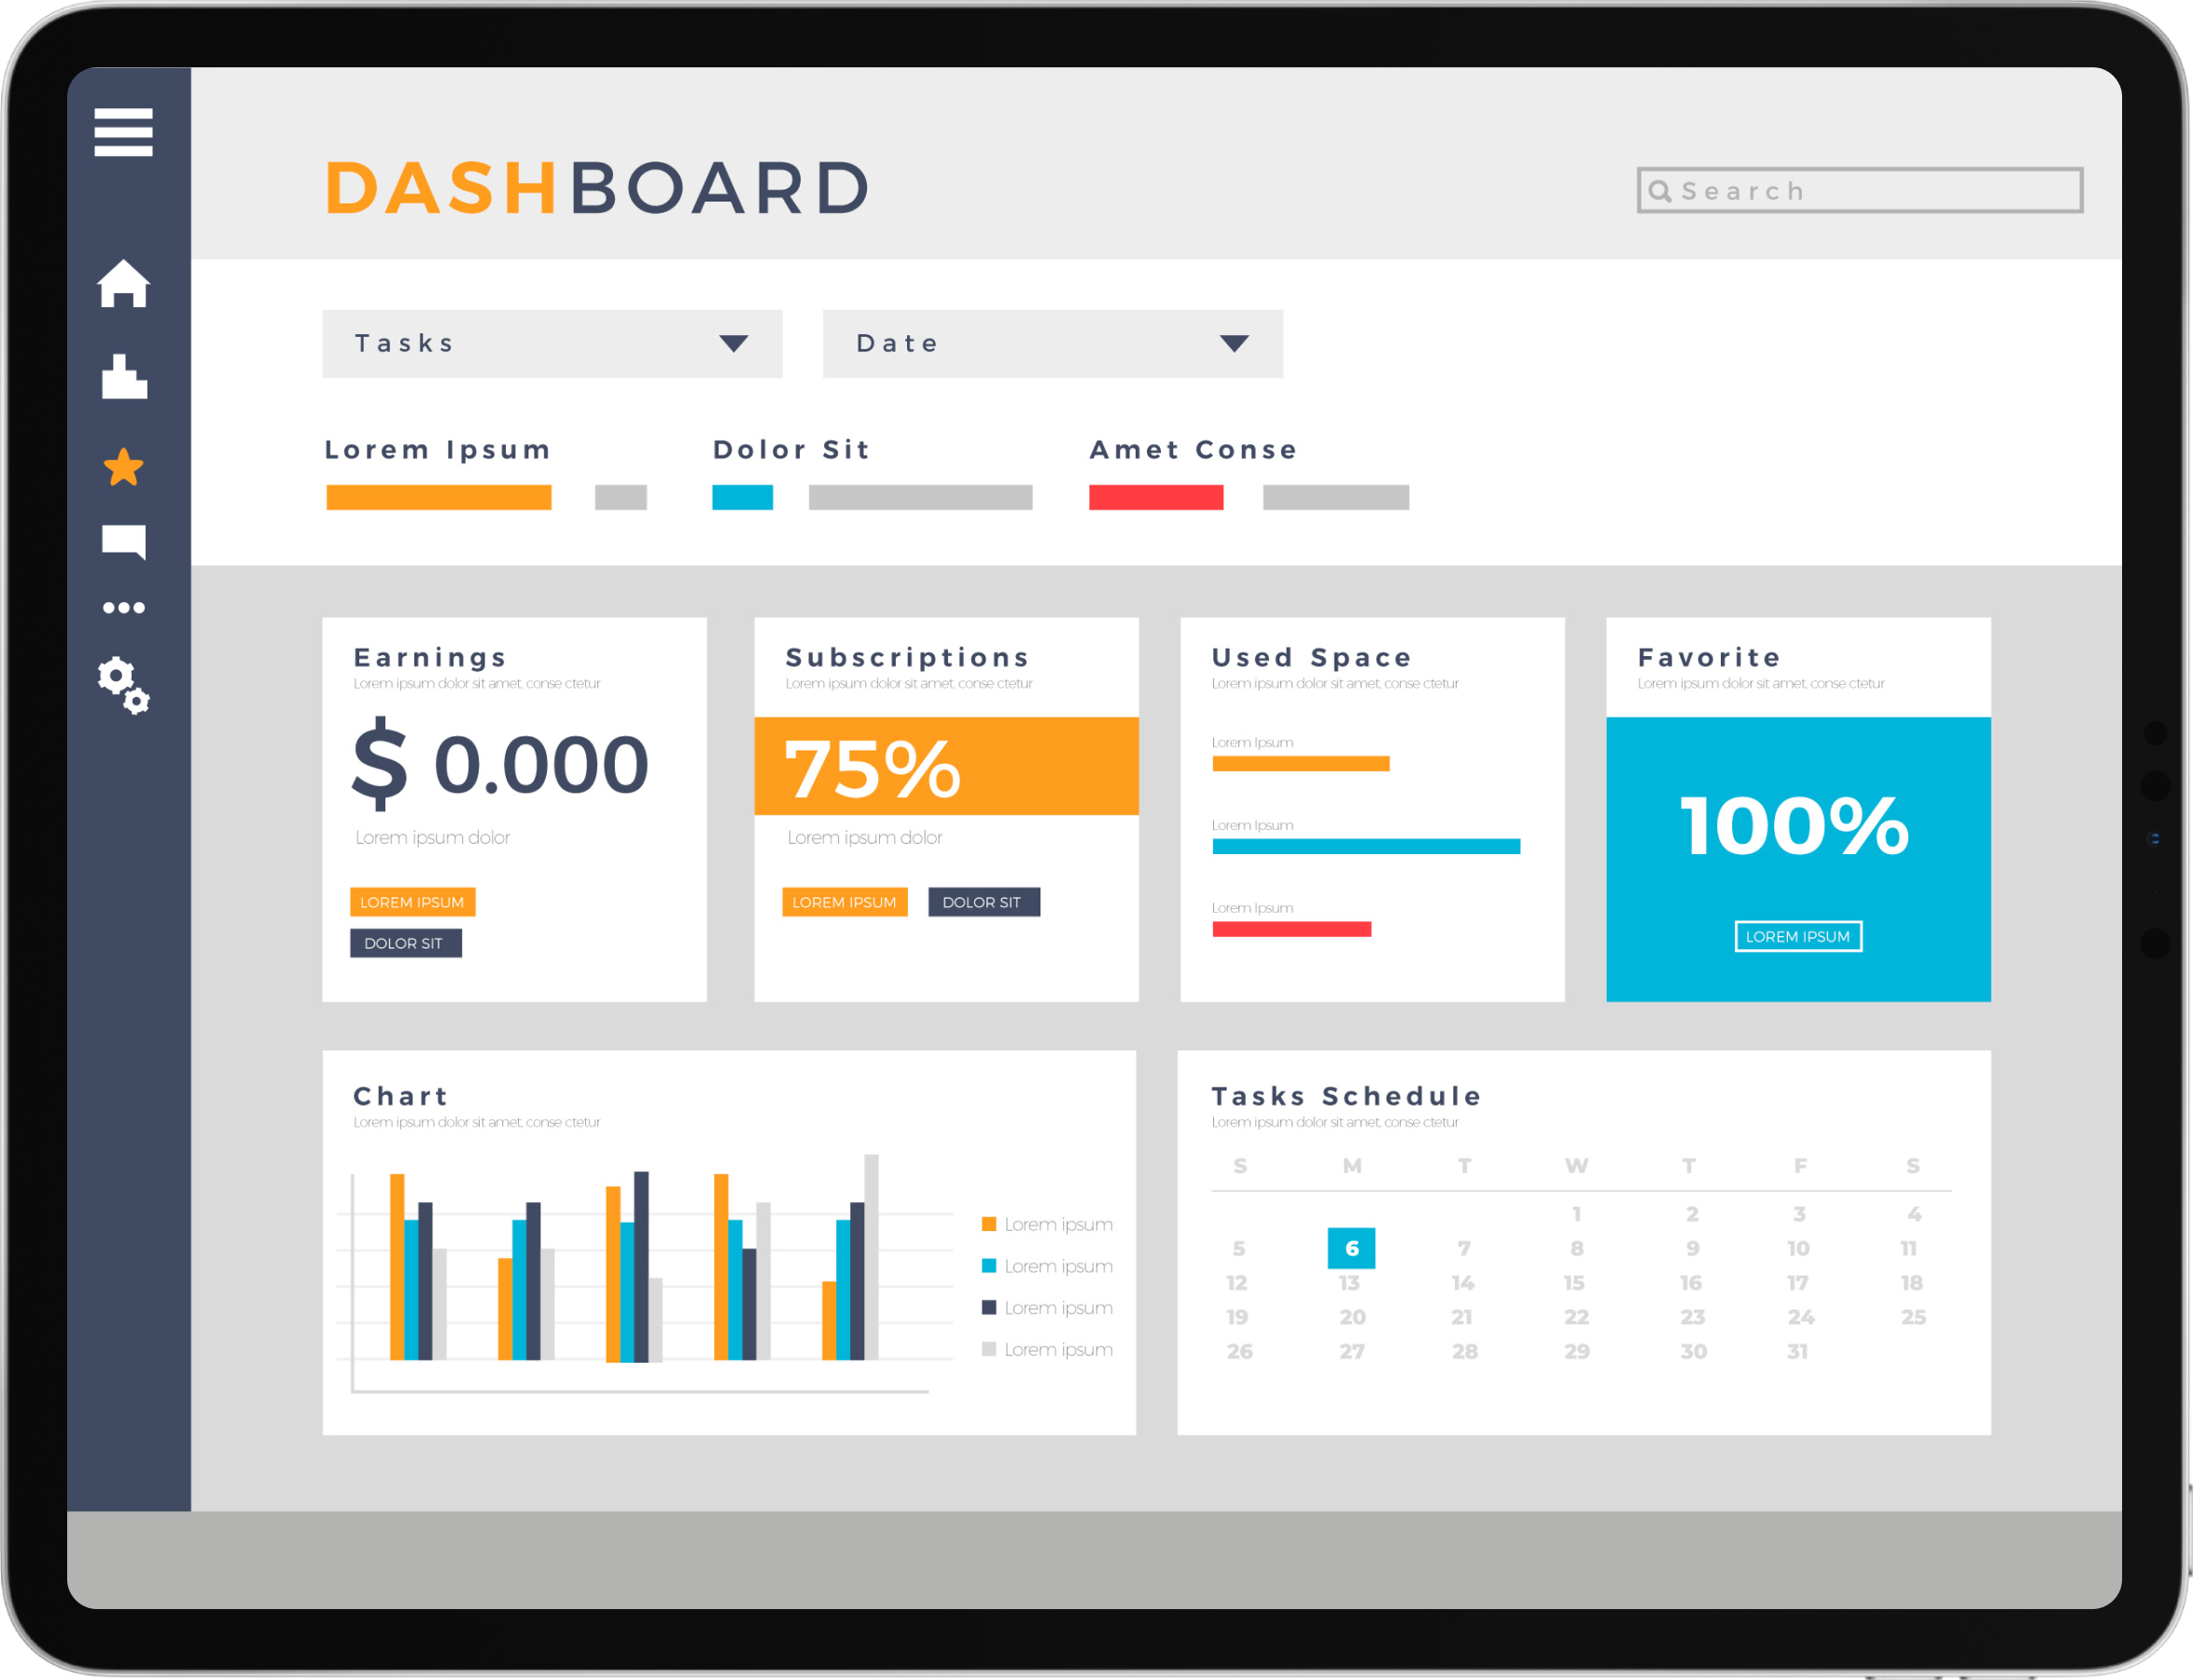 DASHBOARD
Search
Tasks
Date
Lorem Ipsum
Dolor Sit
Amet Conse
Earnings
Lorem ipsum dolor sit amet, conse ctetur
$ 0.000
Lorem ipsum dolor
LOREM IPSUM
DOLOR SIT
Subscriptions
Lorem ipsum dolor sit amet, conse ctetur
75%
Lorem ipsum dolor
LOREM IPSUM DOLOR SIT
Used Space
Lorem ipsum dolor sit amet, conse ctetur
Lorem Ipsum
Lorem Ipsum
Lorem Ipsum
Favorite
Lorem ipsum dolor sit amet, conse ctetur
100%
LOREM IPSUM
Chart
Lorem ipsum dolor sit amet, conse ctetur
Lorem ipsum
Lorem ipsum
Lorem ipsum
Lorem ipsum
Tasks Schedule
Lorem ipsum dolor sit amet, conse ctetur
S M T W T F S
1 2 3 4
5 6 7 8 9 10 11
12 13 14 15 16 17 18
19 20 21 22 23 24 25
26 27 28 29 30 31